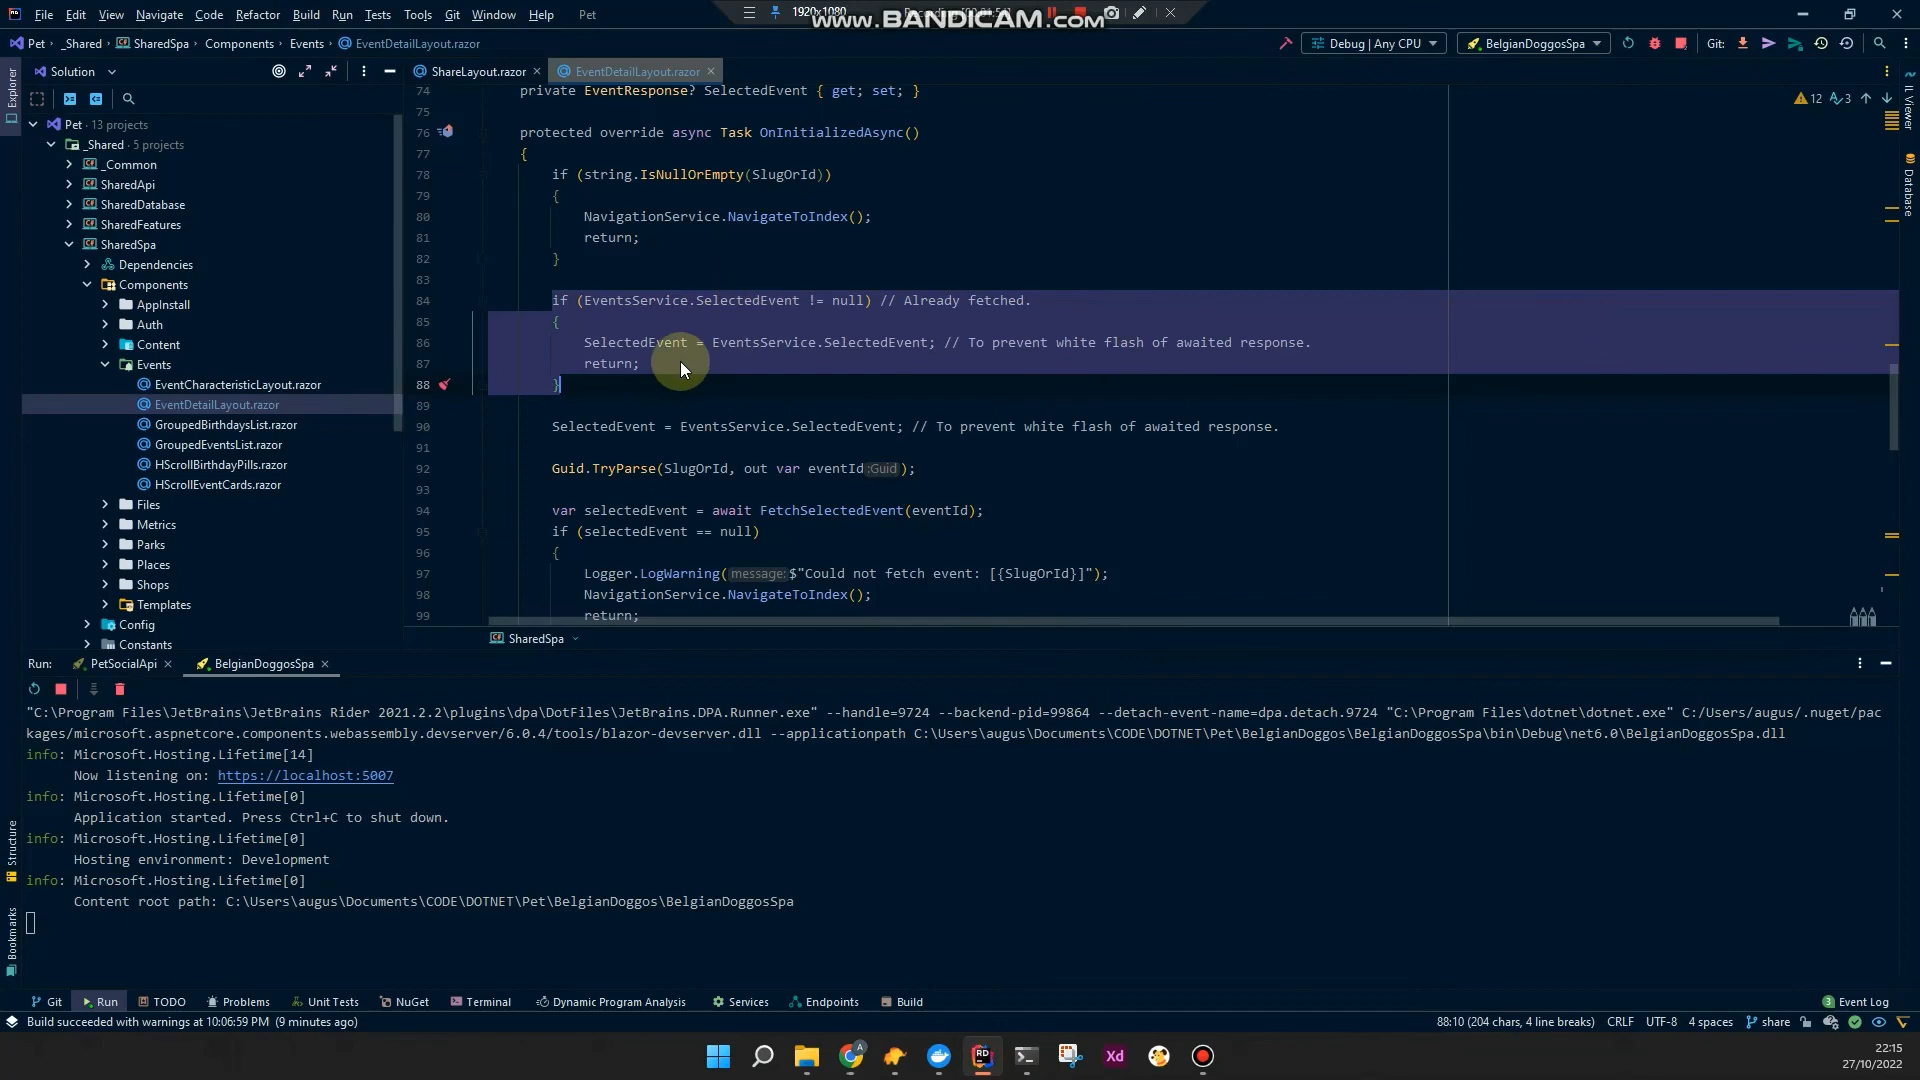 File Edit View Navigate Code Refactor Build Run Tests Tools Git Window Help Pet
1920x1080
www.BANDICAM.com
Pet _Shared SharedSpa Components Events EventDetailLayout.razor
Debug | Any CPU BelgianDoggosSpa Git:
Explorer
Solution
ShareLayout.razor EventDetailLayout.razor
IL Viewer
Database
12 3
Pet · 13 projects
_Shared · 5 projects
_Common
SharedApi
SharedDatabase
SharedFeatures
SharedSpa
Dependencies
Components
AppInstall
Auth
Content
Events
EventCharacteristicLayout.razor
EventDetailLayout.razor
GroupedBirthdaysList.razor
GroupedEventsList.razor
HScrollBirthdayPills.razor
HScrollEventCards.razor
Files
Metrics
Parks
Places
Shops
Templates
Config
Constants
74 private EventResponse? SelectedEvent { get; set; }
75
76 protected override async Task OnInitializedAsync()
77 {
78 if (string.IsNullOrEmpty(SlugOrId))
79 {
80 NavigationService.NavigateToIndex();
81 return;
82 }
83
84 if (EventsService.SelectedEvent != null) // Already fetched.
85 {
86 SelectedEvent = EventsService.SelectedEvent; // To prevent white flash of awaited response.
87 return;
88 }
89
90 SelectedEvent = EventsService.SelectedEvent; // To prevent white flash of awaited response.
91
92 Guid.TryParse(SlugOrId, out var eventId :Guid );
93
94 var selectedEvent = await FetchSelectedEvent(eventId);
95 if (selectedEvent == null)
96 {
97 Logger.LogWarning( message: $"Could not fetch event: [{SlugOrId}]");
98 NavigationService.NavigateToIndex();
99 return;
SharedSpa
Run: PetSocialApi BelgianDoggosSpa
"C:\Program Files\JetBrains\JetBrains Rider 2021.2.2\plugins\dpa\DotFiles\JetBrains.DPA.Runner.exe" --handle=9724 --backend-pid=99864 --detach-event-name=dpa.detach.9724 "C:\Program Files\dotnet\dotnet.exe" C:/Users/augus/.nuget/pac
kages/microsoft.aspnetcore.components.webassembly.devserver/6.0.4/tools/blazor-devserver.dll --applicationpath C:\Users\augus\Documents\CODE\DOTNET\Pet\BelgianDoggos\BelgianDoggosSpa\bin\Debug\net6.0\BelgianDoggosSpa.dll
info: Microsoft.Hosting.Lifetime[14]
Now listening on: https://localhost:5007
info: Microsoft.Hosting.Lifetime[0]
Application started. Press Ctrl+C to shut down.
info: Microsoft.Hosting.Lifetime[0]
Hosting environment: Development
info: Microsoft.Hosting.Lifetime[0]
Content root path: C:\Users\augus\Documents\CODE\DOTNET\Pet\BelgianDoggos\BelgianDoggosSpa
Structure
Bookmarks
Git Run TODO Problems Unit Tests NuGet Terminal Dynamic Program Analysis Services Endpoints Build 3 Event Log
Build succeeded with warnings at 10:06:59 PM (9 minutes ago) 88:10 (204 chars, 4 line breaks) CRLF UTF-8 4 spaces share
A RD Xd
22:15
27/10/2022